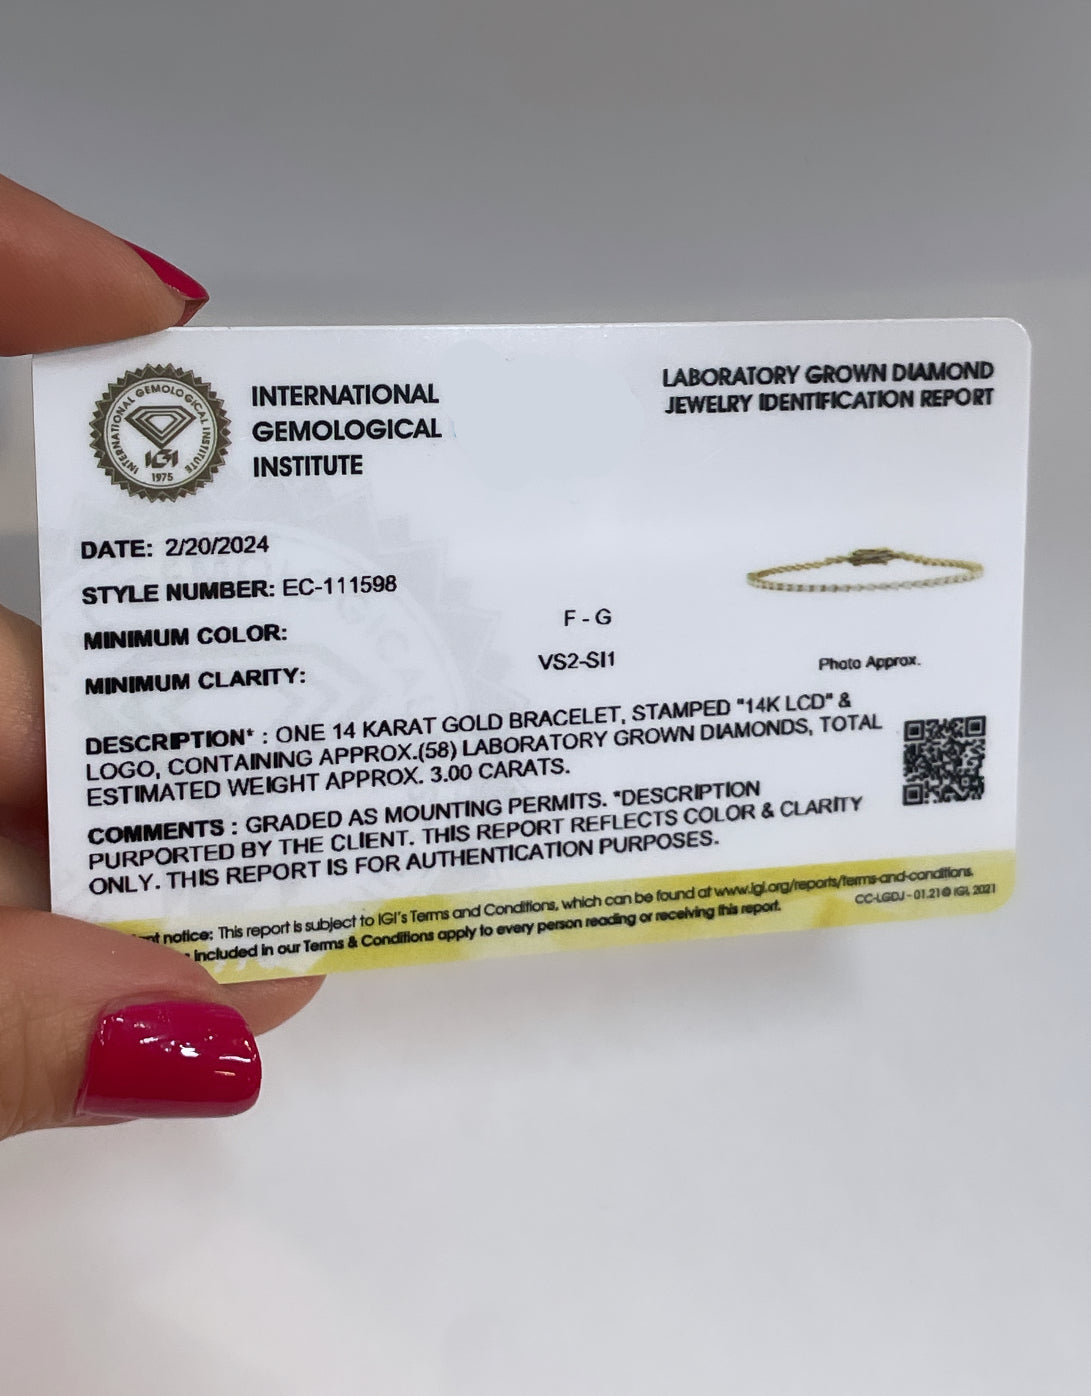 INTERNATIONAL GEMOLOGICAL INSTITUTE
IGI
1975
INTERNATIONAL
GEMOLOGICAL
INSTITUTE
LABORATORY GROWN DIAMOND
JEWELRY IDENTIFICATION REPORT
DATE: 2/20/2024
STYLE NUMBER: EC-111598
MINIMUM COLOR: F - G
MINIMUM CLARITY: VS2-SI1
Photo Approx.
DESCRIPTION* : ONE 14 KARAT GOLD BRACELET, STAMPED "14K LCD" &
LOGO, CONTAINING APPROX.(58) LABORATORY GROWN DIAMONDS, TOTAL
ESTIMATED WEIGHT APPROX. 3.00 CARATS.
COMMENTS : GRADED AS MOUNTING PERMITS. *DESCRIPTION
PURPORTED BY THE CLIENT. THIS REPORT REFLECTS COLOR & CLARITY
ONLY. THIS REPORT IS FOR AUTHENTICATION PURPOSES.
notice: This report is subject to IGI's Terms and Conditions, which can be found at www.igi.org/reports/terms-and-conditions.
included in our Terms & Conditions apply to every person reading or receiving this report.
CC-LGDJ - 01.21 © IGI, 2021